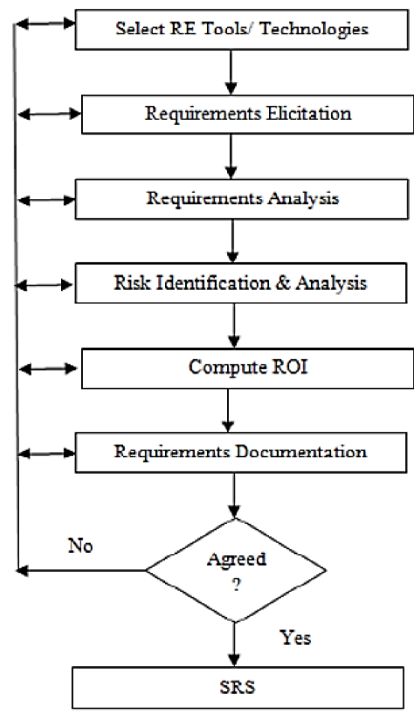 Select RE Tools/ Technologies
Requirements Elicitation
Requirements Analysis
Risk Identification & Analysis
Compute ROI
Requirements Documentation
No
Agreed
?
Yes
SRS